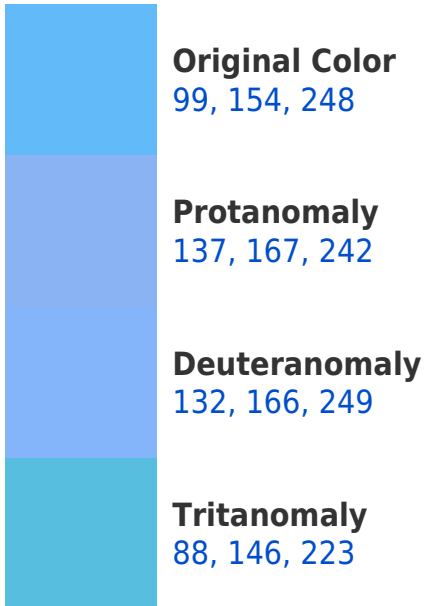 Original Color
99, 154, 248
Protanomaly
137, 167, 242
Deuteranomaly
132, 166, 249
Tritanomaly
88, 146, 223